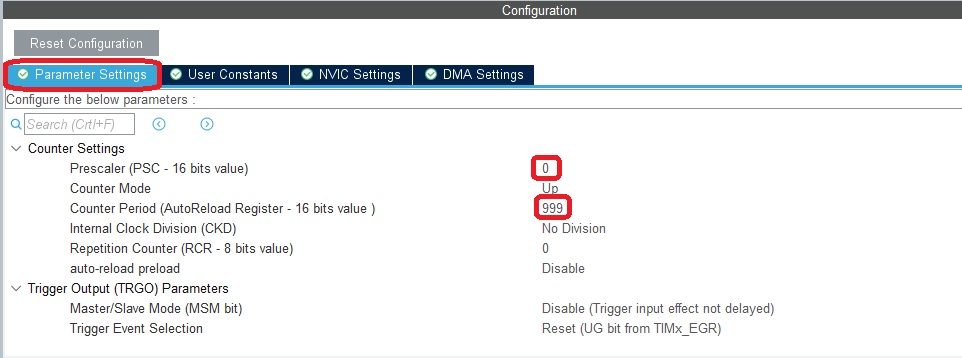 Configuration
Reset Configuration
Parameter Settings User Constants NVIC Settings DMA Settings
Configure the below parameters :
Search (Crtl+F)
Counter Settings
Prescaler (PSC - 16 bits value) 0
Counter Mode Up
Counter Period (AutoReload Register - 16 bits value ) 999
Internal Clock Division (CKD) No Division
Repetition Counter (RCR - 8 bits value) 0
auto-reload preload Disable
Trigger Output (TRGO) Parameters
Master/Slave Mode (MSM bit) Disable (Trigger input effect not delayed)
Trigger Event Selection Reset (UG bit from TIMx_EGR)